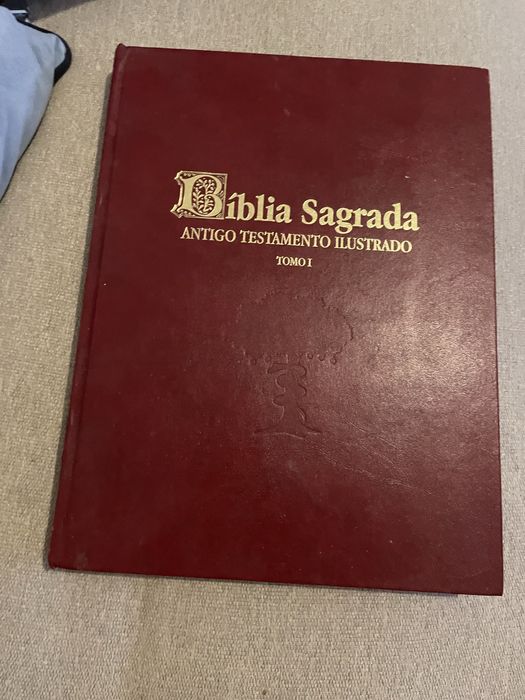 Bíblia Sagrada
ANTIGO TESTAMENTO ILUSTRADO
TOMO I